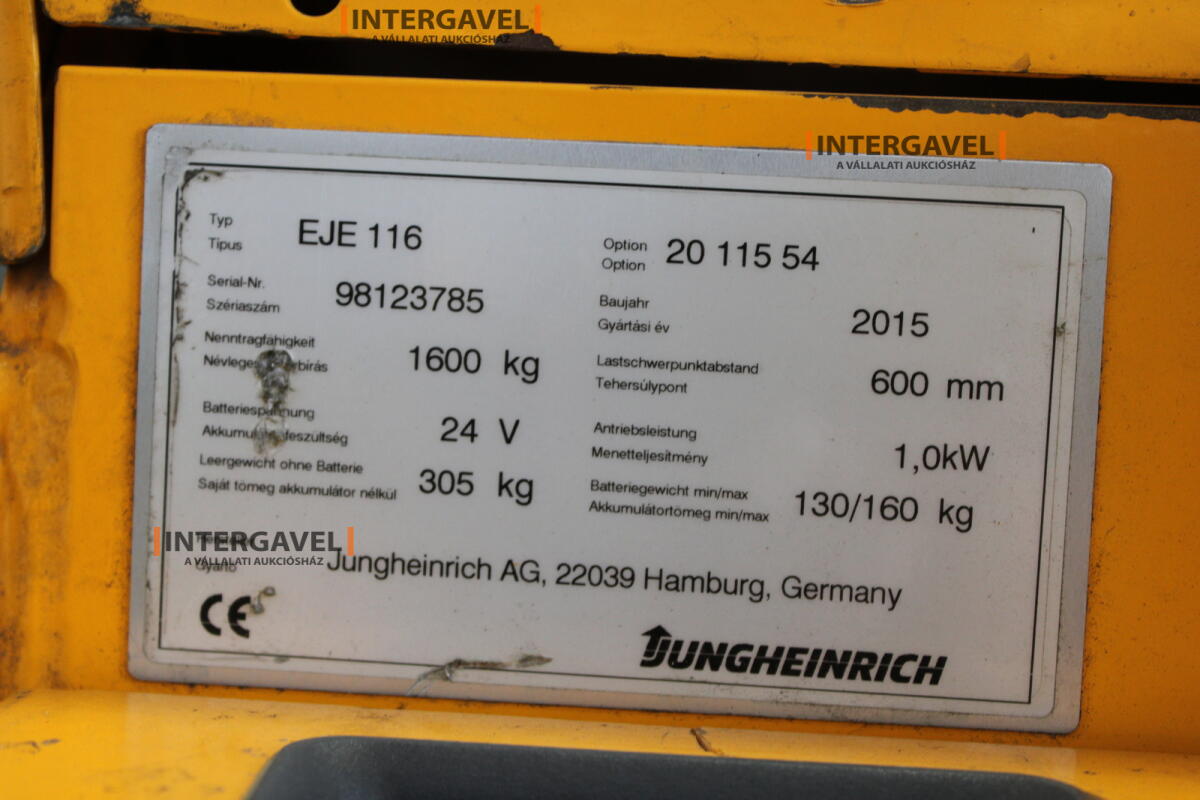 INTERGAVEL
A VÁLLALATI AUKCIÓSHÁZ
INTERGAVEL
A VÁLLALATI AUKCIÓSHÁZ
Typ
Tipus
EJE 116
Option
Option
20 115 54
Serial-Nr.
Szériaszám
98123785
Baujahr
Gyártási év
2015
Nenntragfähigkeit
1600 kg
Lastschwerpunktabstand
Tehersúlypont
600 mm
Batteriespannung
24 V
Antriebsleistung
Menetteljesítmény
1,0kW
Leergewicht ohne Batterie
Saját tömeg akkumulátor nélkül
305 kg
Batteriegewicht min/max
Akkumulátortömeg min/max
130/160 kg
INTERGAVEL
A VÁLLALATI AUKCIÓSHÁZ
Gyártó
Jungheinrich AG, 22039 Hamburg, Germany
CE
JUNGHEINRICH